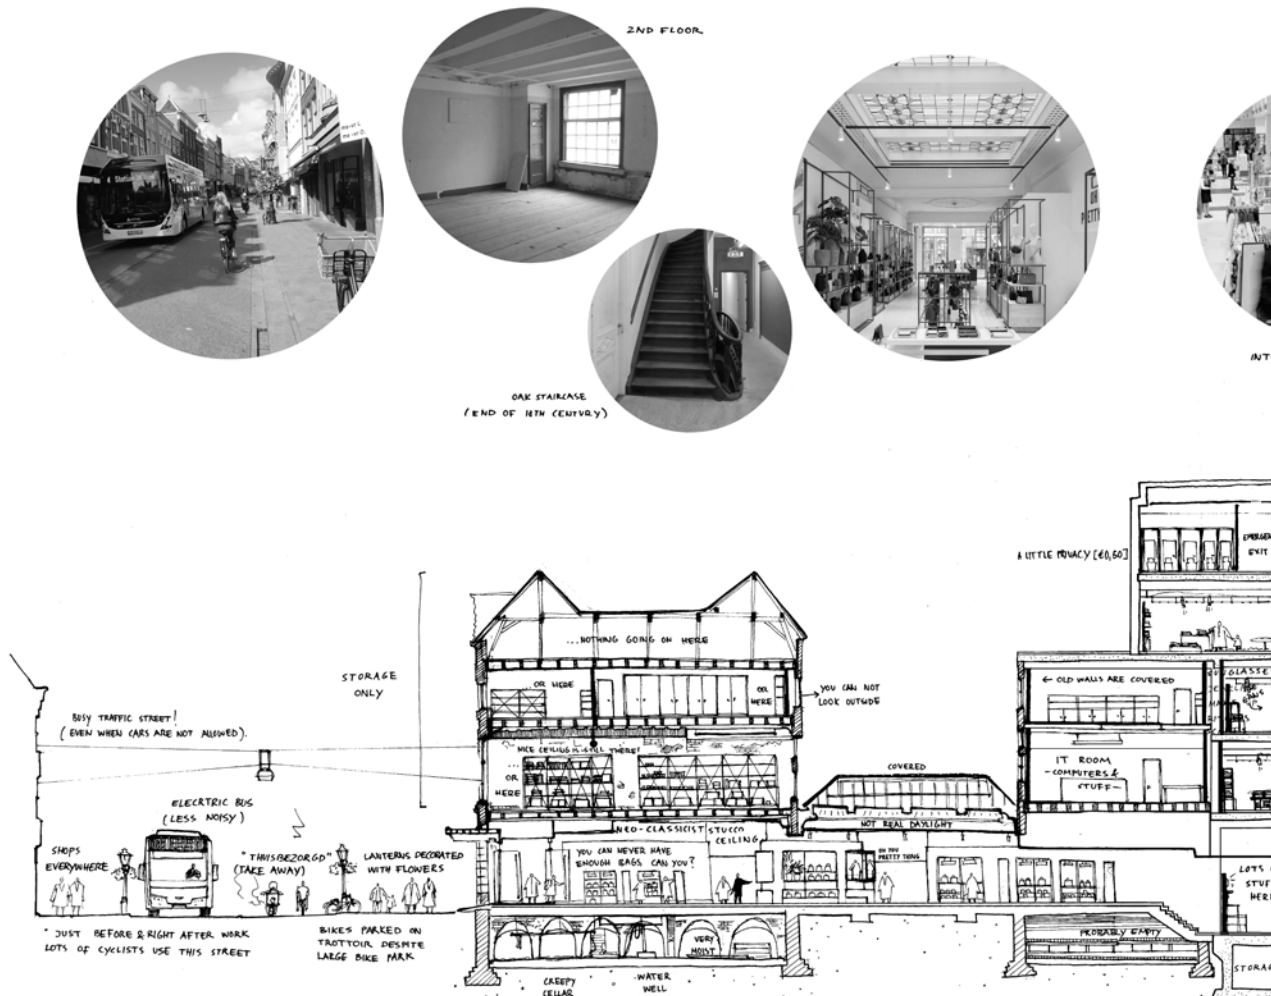 2ND FLOOR
OAK STAIRCASE
(END OF 18TH CENTURY)
INT
A LITTLE PRIVACY [€0,50]
EXIT
...NOTHING GOING ON HERE
STORAGE
ONLY
...OR HERE
OR
HERE
YOU CAN NOT
LOOK OUTSIDE
← OLD WALLS ARE COVERED
BUSY TRAFFIC STREET!
(EVEN WHEN CARS ARE NOT ALLOWED).
NICE CEILING IS STILL THERE!
OR
HERE
IT ROOM
-COMPUTERS &
STUFF-
COVERED
ELECRTRIC BUS
(LESS NOISY)
NEO-CLASSICIST STUCCO
CEILING
NOT REAL DAYLIGHT
SHOPS
EVERYWHERE
"THUISBEZORGD"
(TAKE AWAY)
LANTERNS DECORATED
WITH FLOWERS
YOU CAN NEVER HAVE
ENOUGH BAGS, CAN YOU?
OH YOU
PRETTY THING
LOTS
STUF
HER
* JUST BEFORE & RIGHT AFTER WORK
LOTS OF CYCLISTS USE THIS STREET
BIKES PARKED ON
TROTTOIR DESPITE
LARGE BIKE PARK
VERY
MOIST
PROBABLY EMPTY
CREEPY
CELLAR
WATER
WELL
STORAG